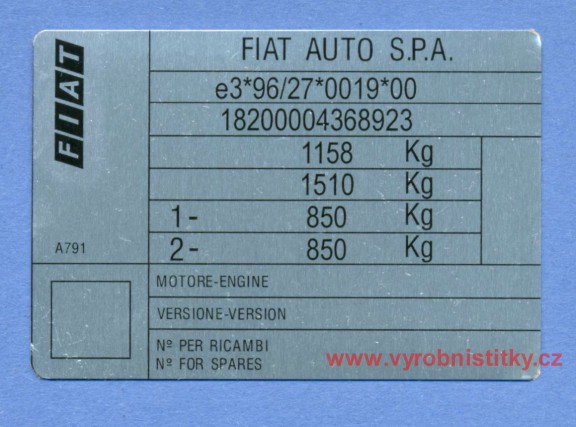 FIAT
FIAT AUTO S.P.A.
e3*96/27*0019*00
18200004368923
1158 Kg
1510 Kg
1- 850 Kg
2- 850 Kg
A791
MOTORE-ENGINE
VERSIONE-VERSION
Nº PER RICAMBI
Nº FOR SPARES
www.vyrobnistitky.cz